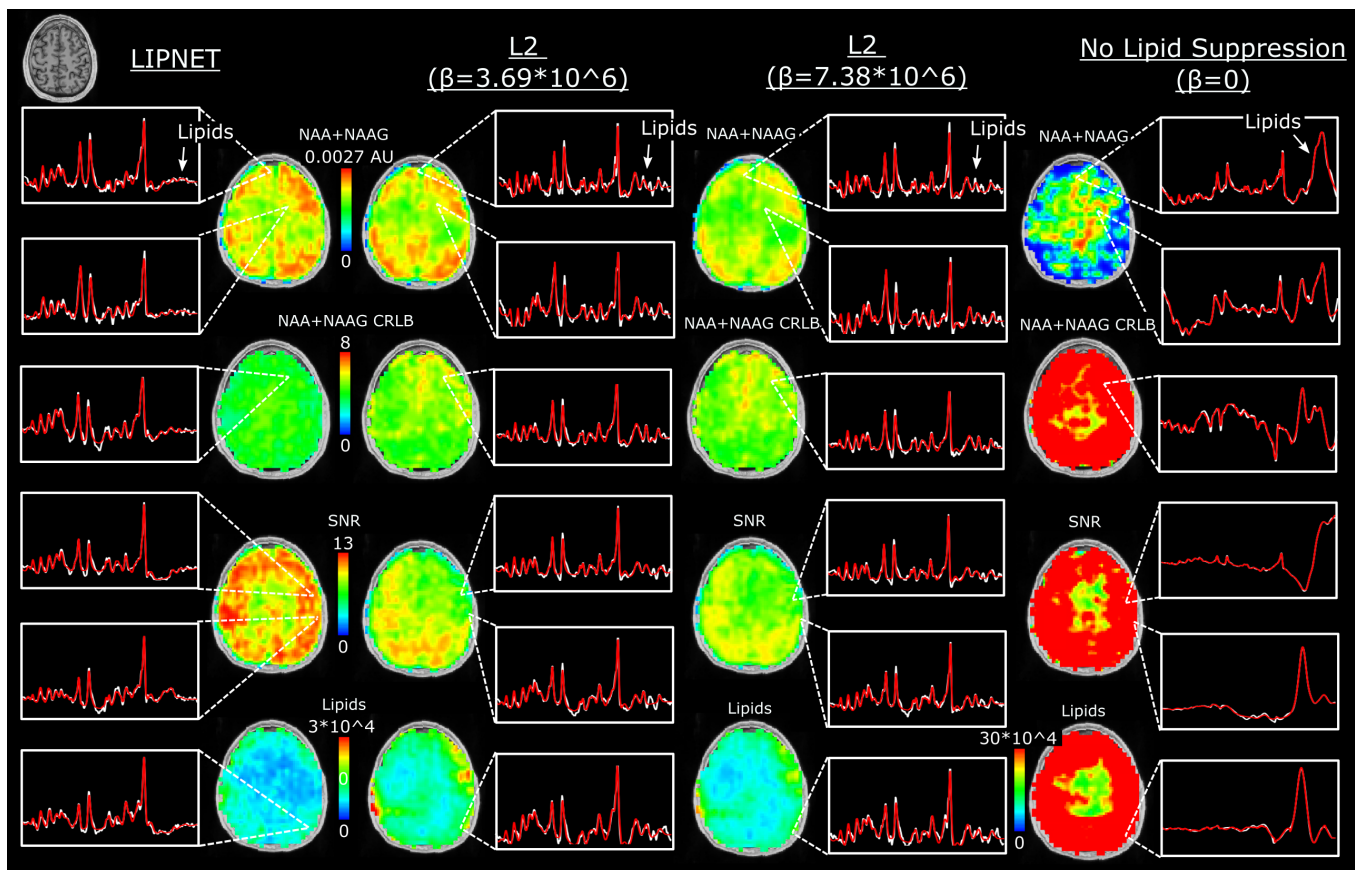 LIPNET
L2
(β=3.69*10^6)
L2
(β=7.38*10^6)
No Lipid Suppression
(β=0)
Lipids
NAA+NAAG
0.0027 AU
0
Lipids
NAA+NAAG
Lipids
NAA+NAAG
Lipids
NAA+NAAG CRLB
8
0
NAA+NAAG CRLB
NAA+NAAG CRLB
SNR
13
0
SNR
SNR
Lipids
3*10^4
0
0
Lipids
Lipids
30*10^4
0